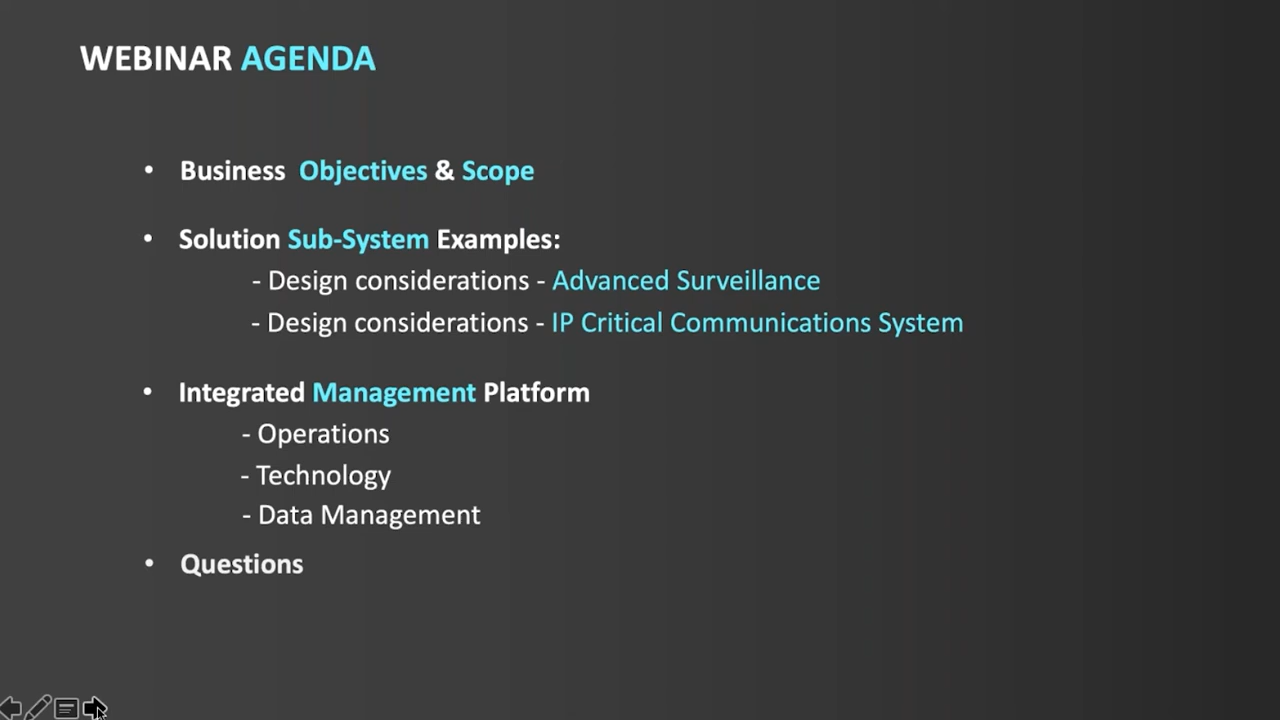 WEBINAR AGENDA
• Business Objectives & Scope
• Solution Sub-System Examples:
- Design considerations - Advanced Surveillance
- Design considerations - IP Critical Communications System
• Integrated Management Platform
- Operations
- Technology
- Data Management
• Questions